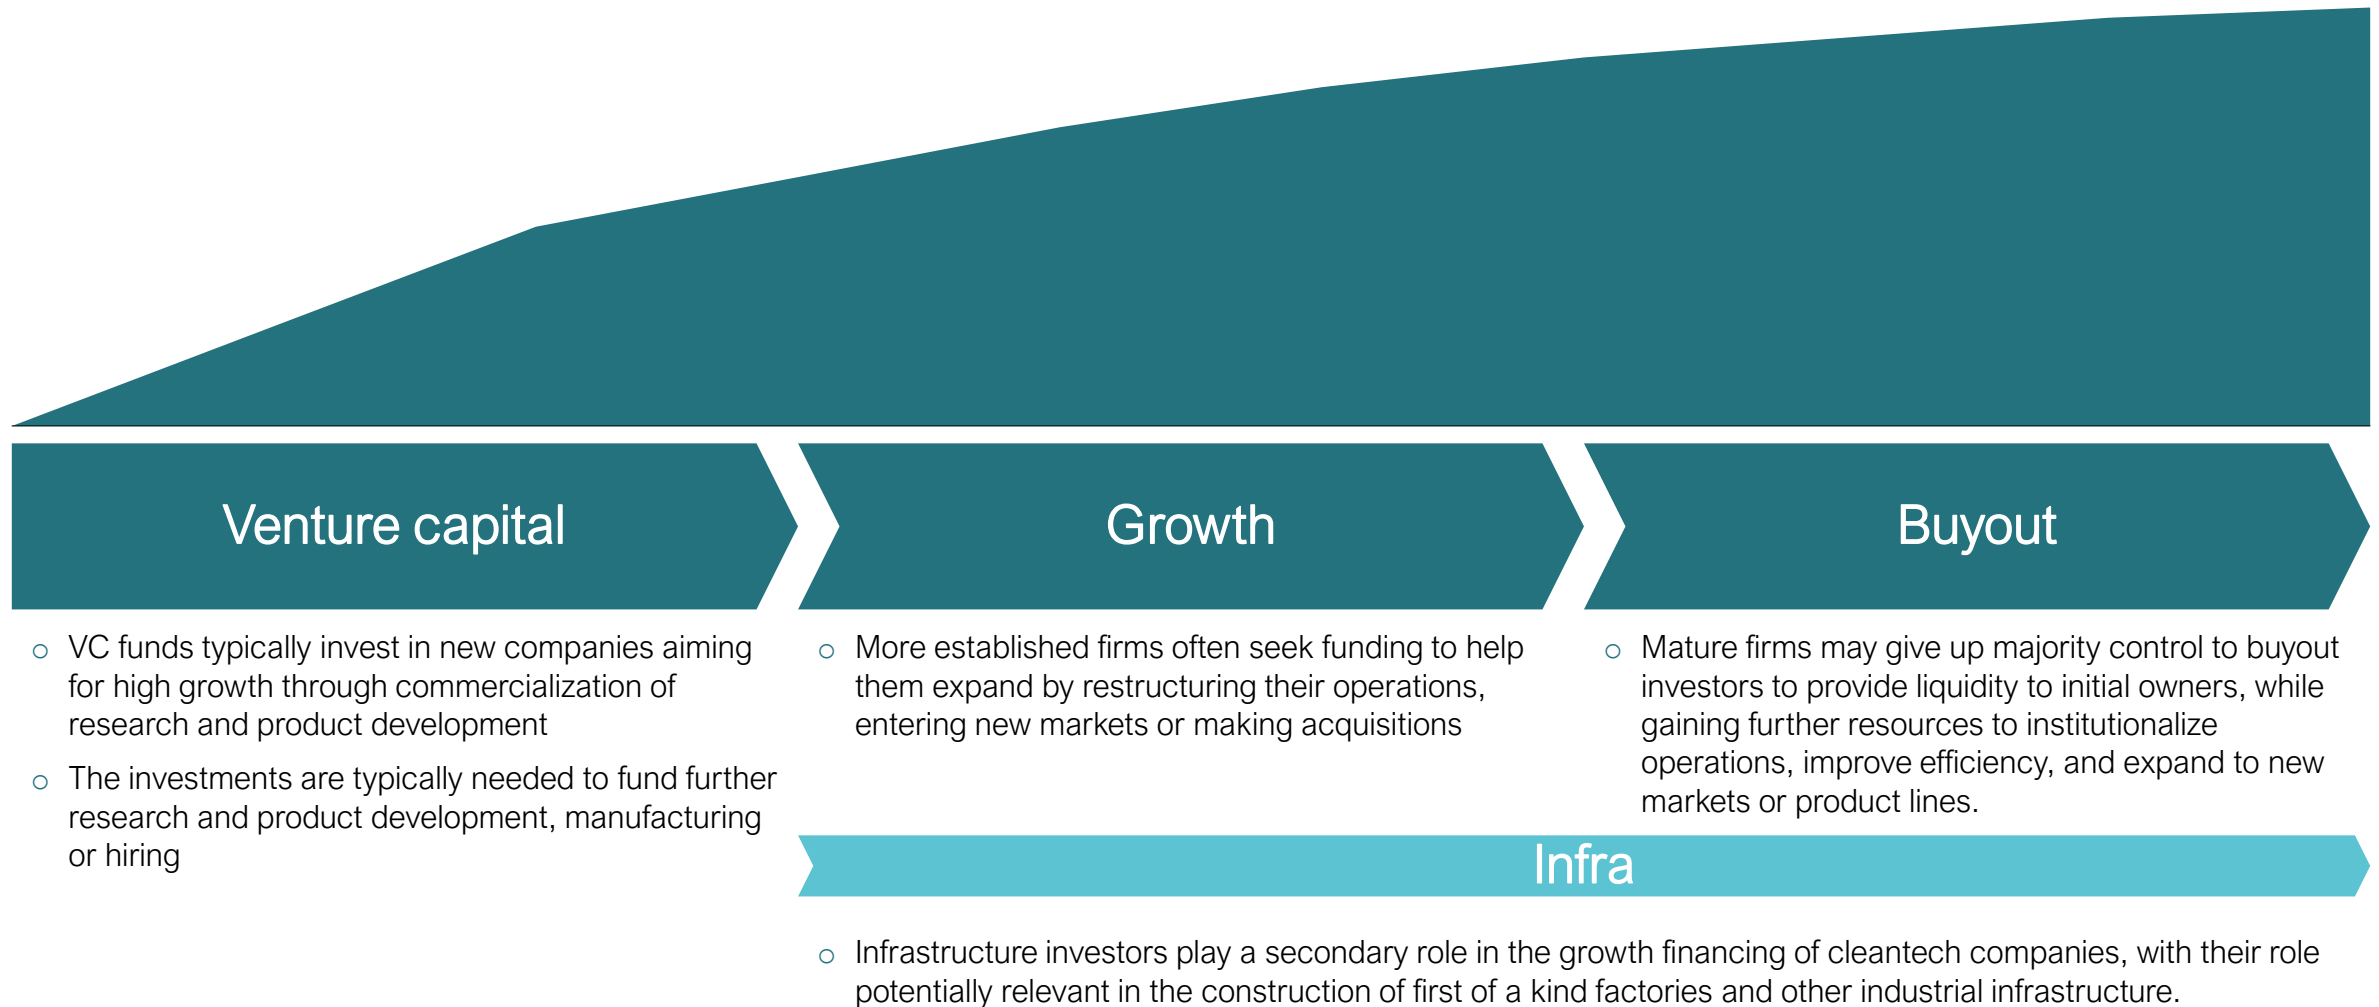 Venture capital
Growth
Buyout
○ VC funds typically invest in new companies aiming
for high growth through commercialization of
research and product development
○ The investments are typically needed to fund further
research and product development, manufacturing
or hiring
○ More established firms often seek funding to help
them expand by restructuring their operations,
entering new markets or making acquisitions
○ Mature firms may give up majority control to buyout
investors to provide liquidity to initial owners, while
gaining further resources to institutionalize
operations, improve efficiency, and expand to new
markets or product lines.
Infra
○ Infrastructure investors play a secondary role in the growth financing of cleantech companies, with their role
potentially relevant in the construction of first of a kind factories and other industrial infrastructure.